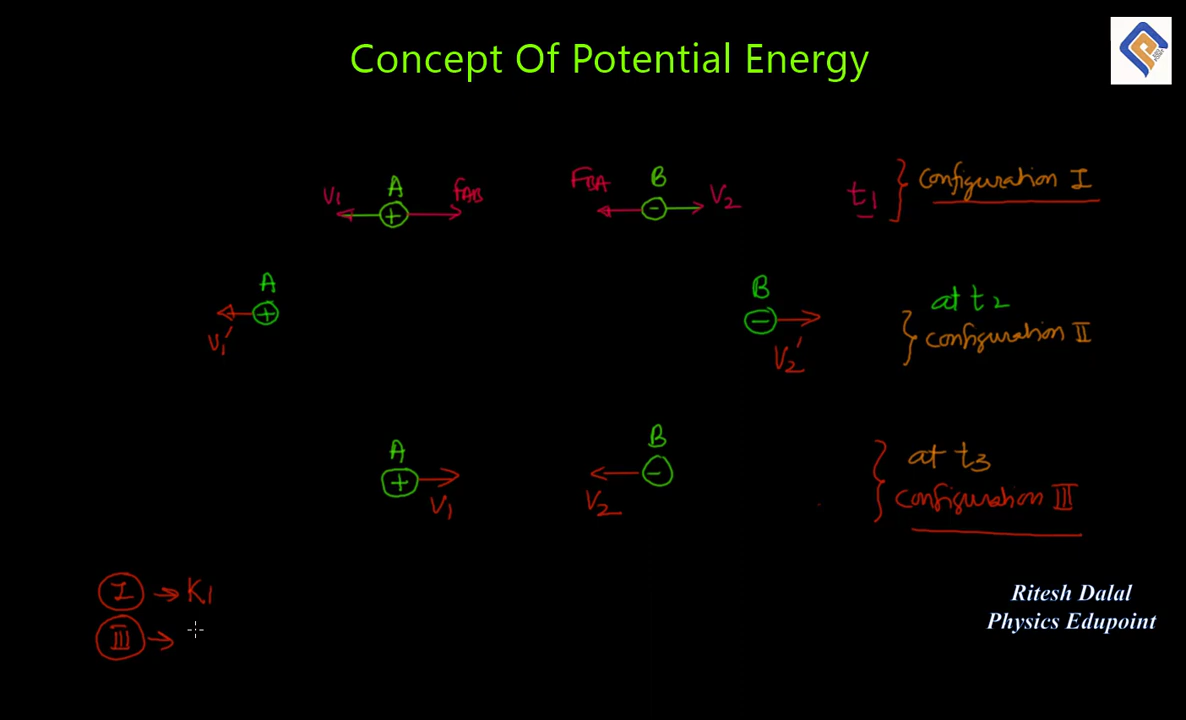 Concept Of Potential Energy
V1 A FAB FBA B V2 t1 } Configuration I
+ −
A B at t2
+ − } Configuration II
V1′ V2′
A B at t3
+ − } Configuration III
V1 V2
I → K1
III →
Ritesh Dalal
Physics Edupoint